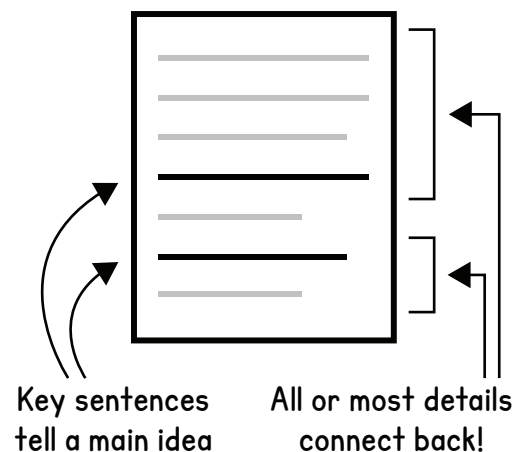 Key sentences
tell a main idea
All or most details
connect back!